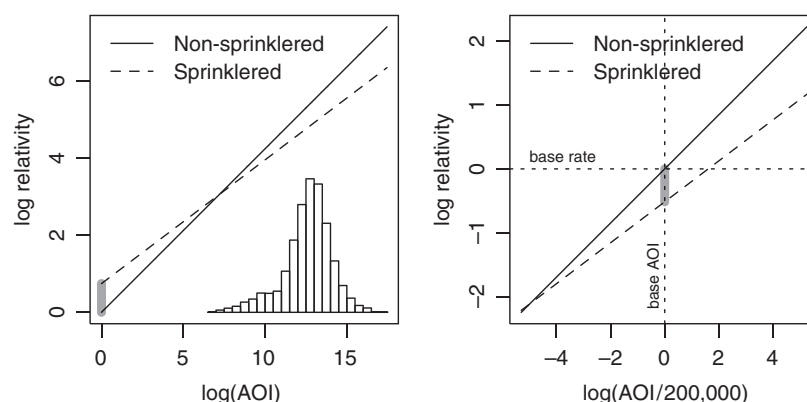 Non-sprinklered
Sprinklered
log relativity
0 2 4 6
0 5 10 15
log(AOI)
Non-sprinklered
Sprinklered
base rate
base AOI
log relativity
−2 −1 0 1 2
−4 −2 0 2 4
log(AOI/200,000)